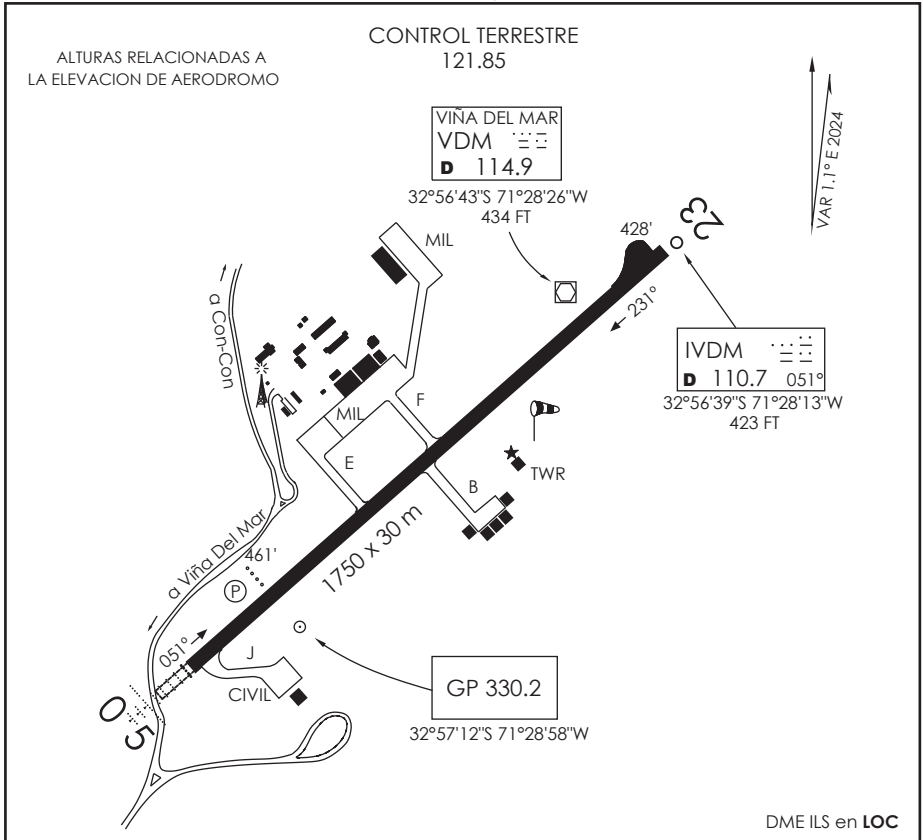 ALTURAS RELACIONADAS A
LA ELEVACION DE AERODROMO
CONTROL TERRESTRE
121.85
VAR 1.1° E 2024
VIÑA DEL MAR
VDM
D 114.9
32°56'43"S 71°28'26"W
434 FT
MIL
428'
23
231°
a Con-Con
IVDM
D 110.7 051°
32°56'39"S 71°28'13"W
423 FT
F
MIL
E
TWR
B
1750 x 30 m
a Viña Del Mar
461'
P
051°
J
CIVIL
05
GP 330.2
32°57'12"S 71°28'58"W
DME ILS en LOC